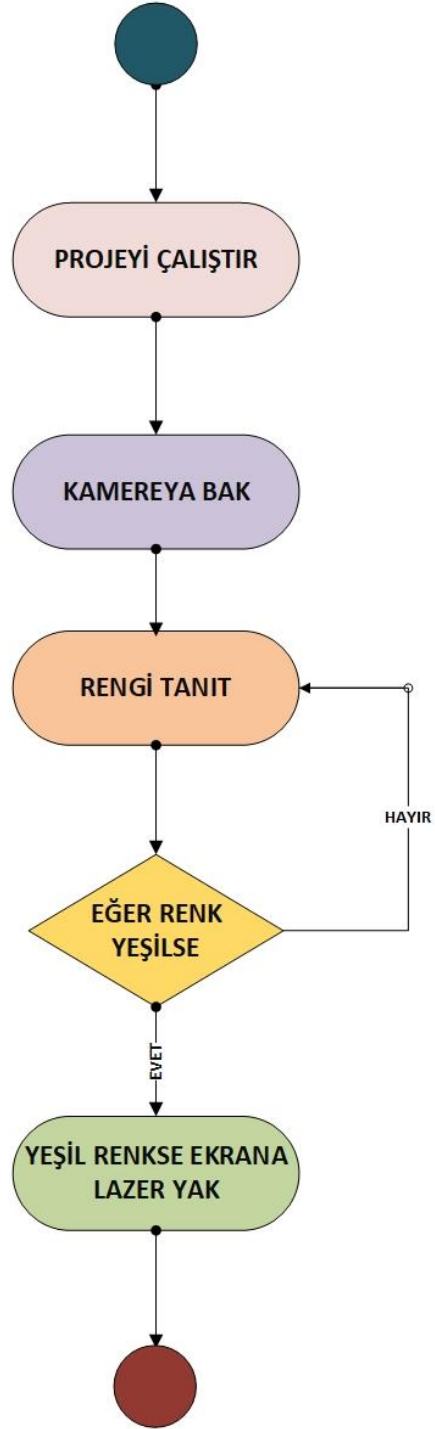 PROJEYİ ÇALIŞTIR
KAMEREYA BAK
RENGİ TANIT
HAYIR
EĞER RENK
YEŞİLSE
EVET
YEŞİL RENKSE EKRANA
LAZER YAK